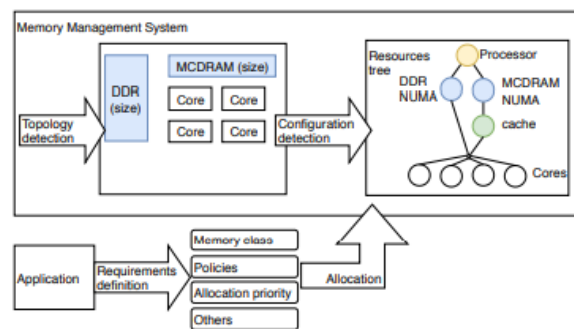 Memory Management System
MCDRAM (size)
DDR
(size)
Core
Core
Core
Core
Topology
detection
Configuration
detection
Resources
tree
Processor
DDR
NUMA
MCDRAM
NUMA
cache
Cores
Application
Requirements
definition
Memory class
Policies
Allocation priority
Others
Allocation